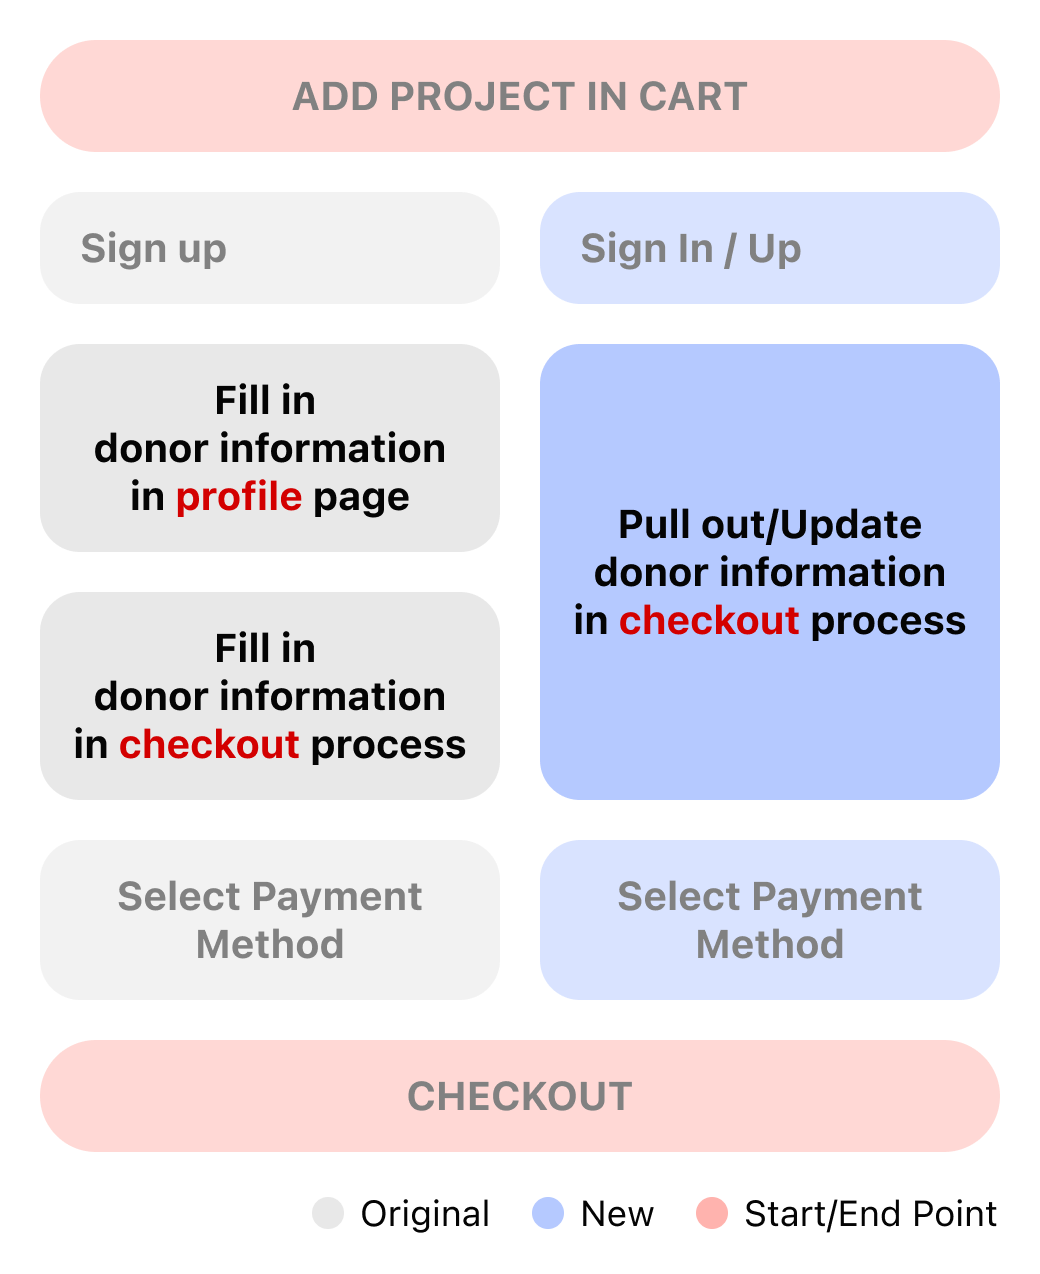 ADD PROJECT IN CART
Sign up
Sign In / Up
Fill in
donor information
in profile page
Fill in
donor information
in checkout process
Pull out/Update
donor information
in checkout process
Select Payment
Method
Select Payment
Method
CHECKOUT
Original
New
Start/End Point